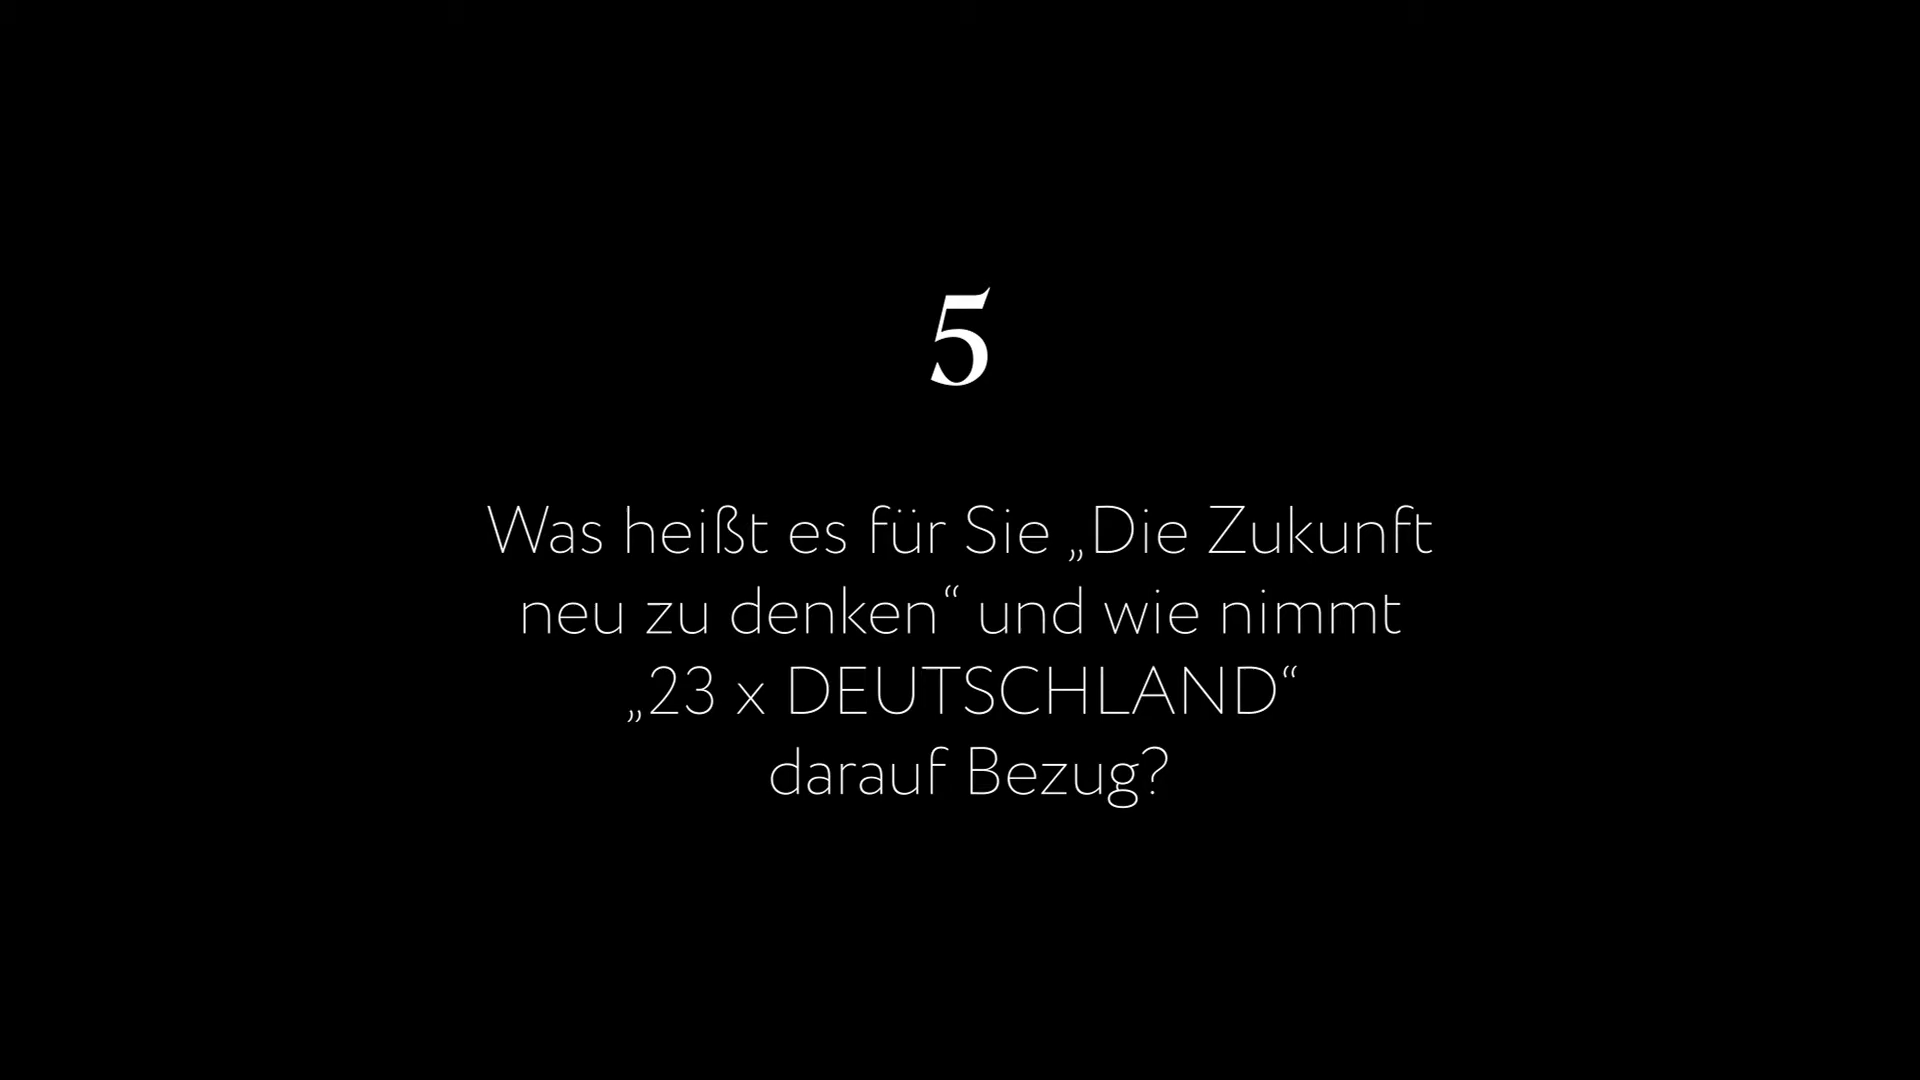 5
Was heißt es für Sie „Die Zukunft
neu zu denken“ und wie nimmt
„23 x DEUTSCHLAND“
darauf Bezug?